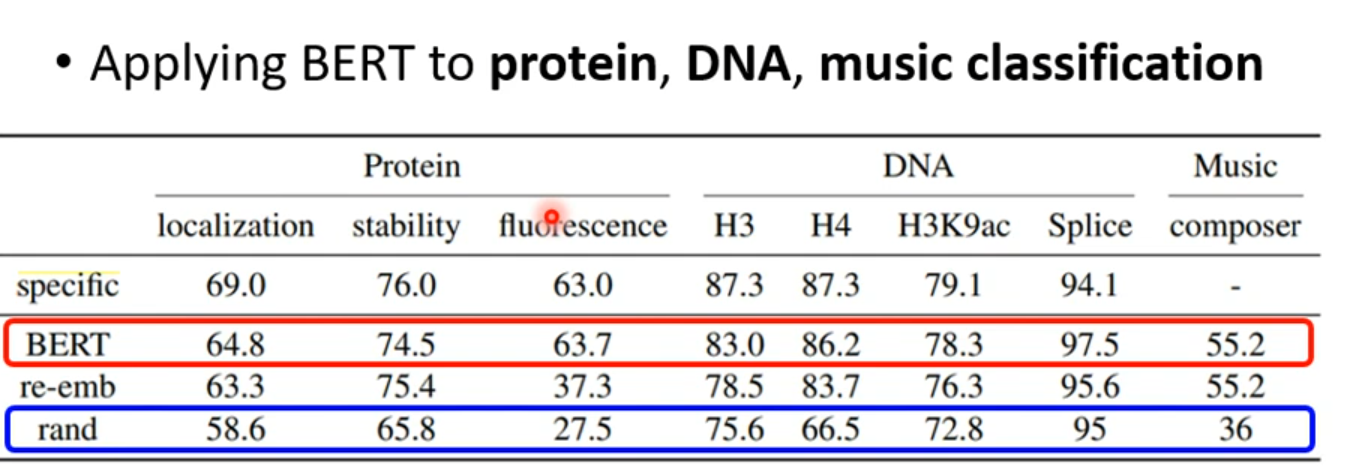 • Applying BERT to protein, DNA, music classification
Protein DNA Music
localization stability fluorescence H3 H4 H3K9ac Splice composer
specific 69.0 76.0 63.0 87.3 87.3 79.1 94.1 -
BERT 64.8 74.5 63.7 83.0 86.2 78.3 97.5 55.2
re-emb 63.3 75.4 37.3 78.5 83.7 76.3 95.6 55.2
rand 58.6 65.8 27.5 75.6 66.5 72.8 95 36